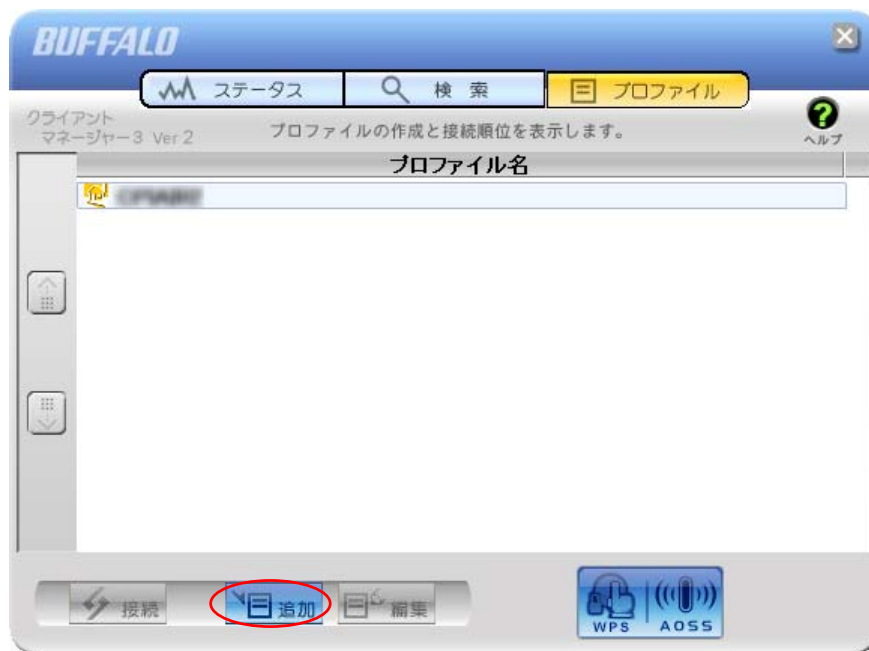 BUFFALO
ステータス 検 索 プロファイル
クライアント
マネージャー3 Ver 2
プロファイルの作成と接続順位を表示します。
ヘルプ
プロファイル名
接続 追加 編集
WPS AOSS